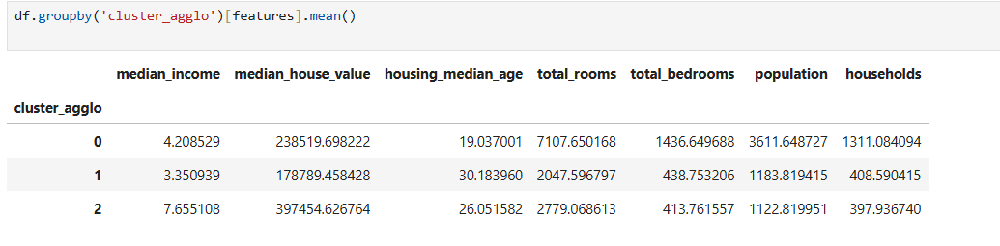 df.groupby('cluster_agglo')[features].mean()
median_income median_house_value housing_median_age total_rooms total_bedrooms population households
cluster_agglo
0 4.208529 238519.698222 19.037001 7107.650168 1436.649688 3611.648727 1311.084094
1 3.350939 178789.458428 30.183960 2047.596797 438.753206 1183.819415 408.590415
2 7.655108 397454.626764 26.051582 2779.068613 413.761557 1122.819951 397.936740